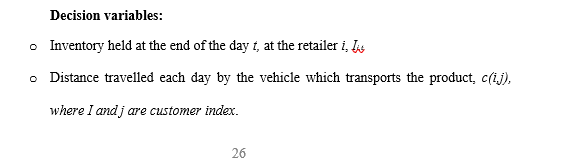 Decision variables:
o Inventory held at the end of the day t, at the retailer i, Iit
o Distance travelled each day by the vehicle which transports the product, c(i,j),
where I and j are customer index.
26